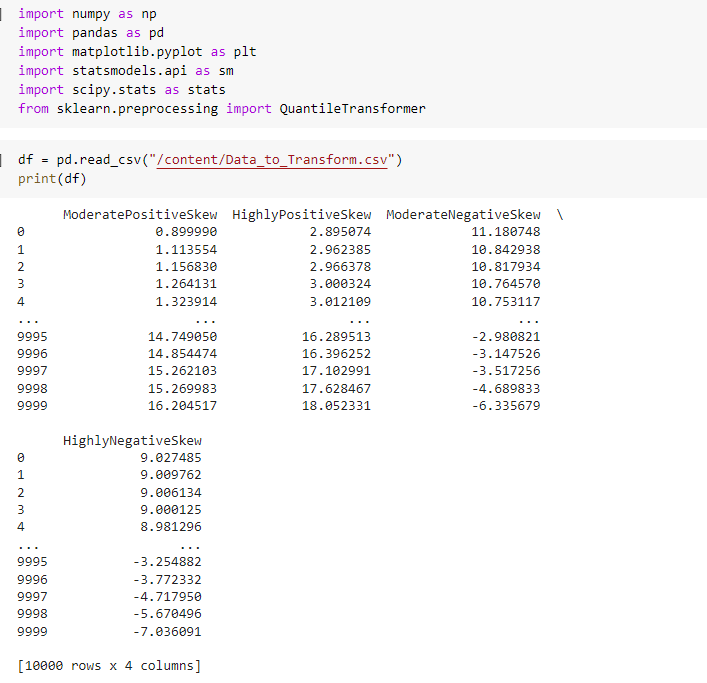 import numpy as np
import pandas as pd
import matplotlib.pyplot as plt
import statsmodels.api as sm
import scipy.stats as stats
from sklearn.preprocessing import QuantileTransformer
df = pd.read_csv("/content/Data_to_Transform.csv")
print(df)
ModeratePositiveSkew HighlyPositiveSkew ModerateNegativeSkew \
0 0.899990 2.895074 11.180748
1 1.113554 2.962385 10.842938
2 1.156830 2.966378 10.817934
3 1.264131 3.000324 10.764570
4 1.323914 3.012109 10.753117
... ... ... ...
9995 14.749050 16.289513 -2.980821
9996 14.854474 16.396252 -3.147526
9997 15.262103 17.102991 -3.517256
9998 15.269983 17.628467 -4.689833
9999 16.204517 18.052331 -6.335679
HighlyNegativeSkew
0 9.027485
1 9.009762
2 9.006134
3 9.000125
4 8.981296
... ...
9995 -3.254882
9996 -3.772332
9997 -4.717950
9998 -5.670496
9999 -7.036091
[10000 rows x 4 columns]